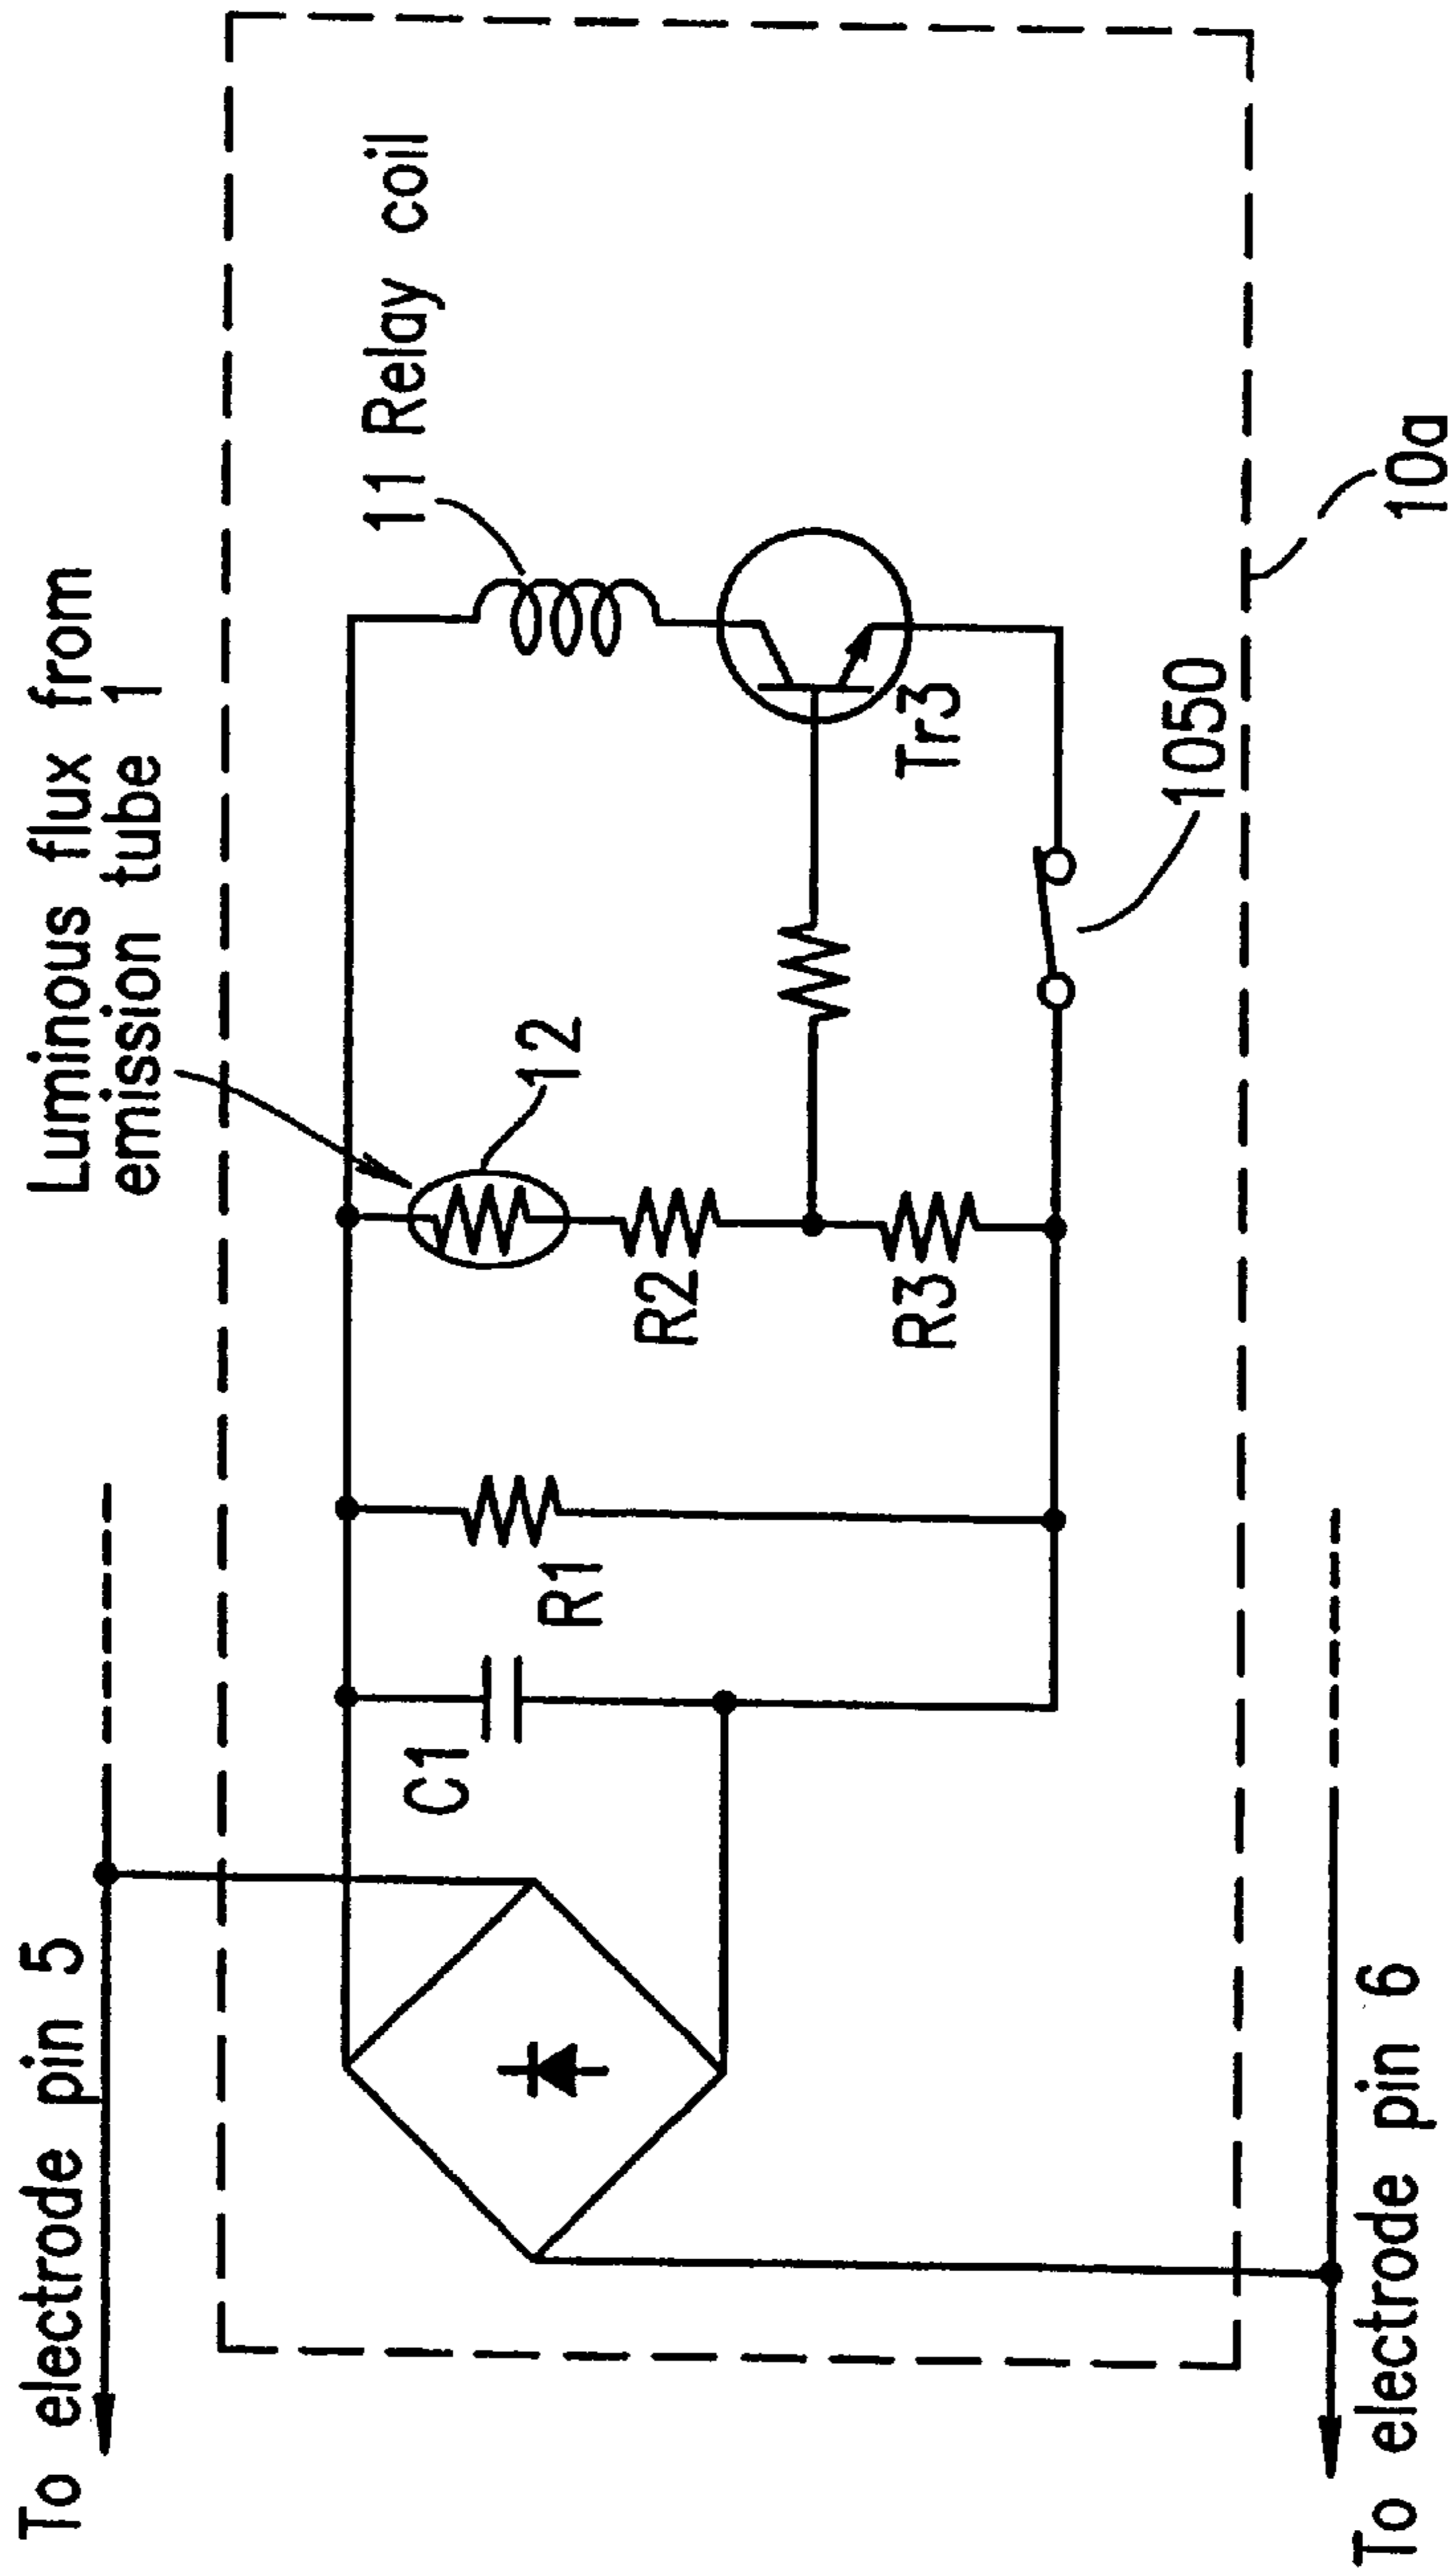 To electrode pin 5
Luminous flux from
emission tube 1
11 Relay coil
12
C1
R1
R2
R3
Tr3
1050
10a
To electrode pin 6